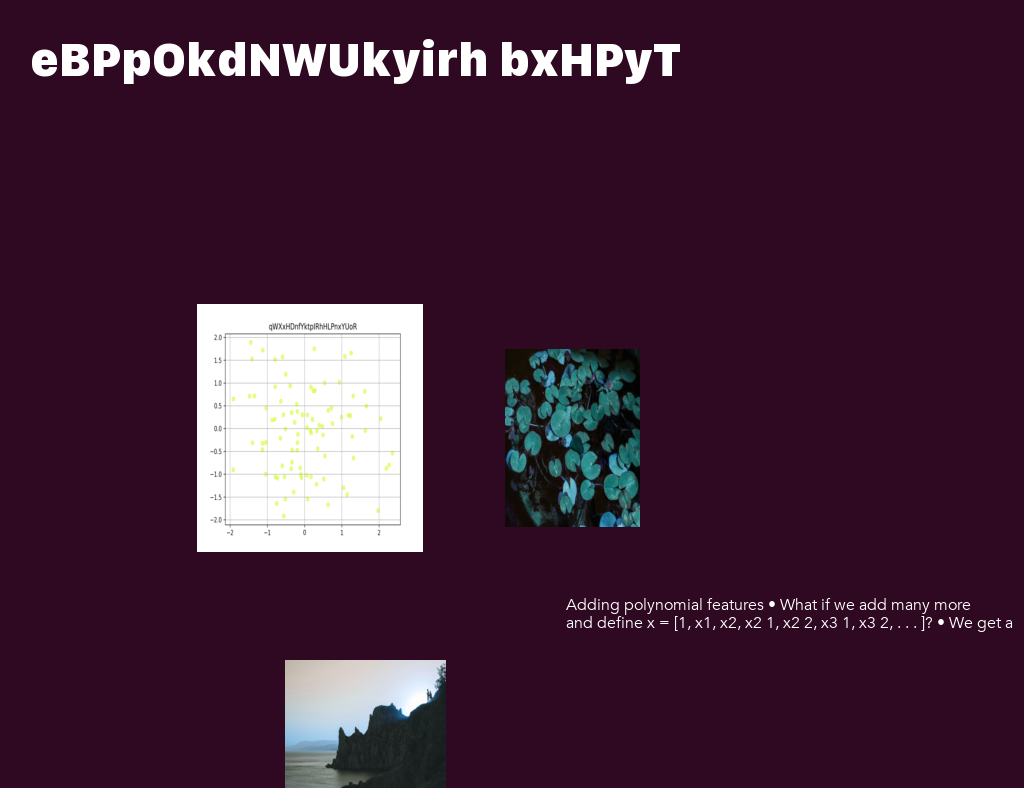 eBPpOkdNWUkyirh bxHPyT
qWXxHDnfYktpIRhHLPnxYUoR
2.0
1.5
1.0
0.5
0.0
−0.5
−1.0
−1.5
−2.0
−2 −1 0 1 2
Adding polynomial features • What if we add many more
and define x = [1, x1, x2, x2 1, x2 2, x3 1, x3 2, . . . ]? • We get a